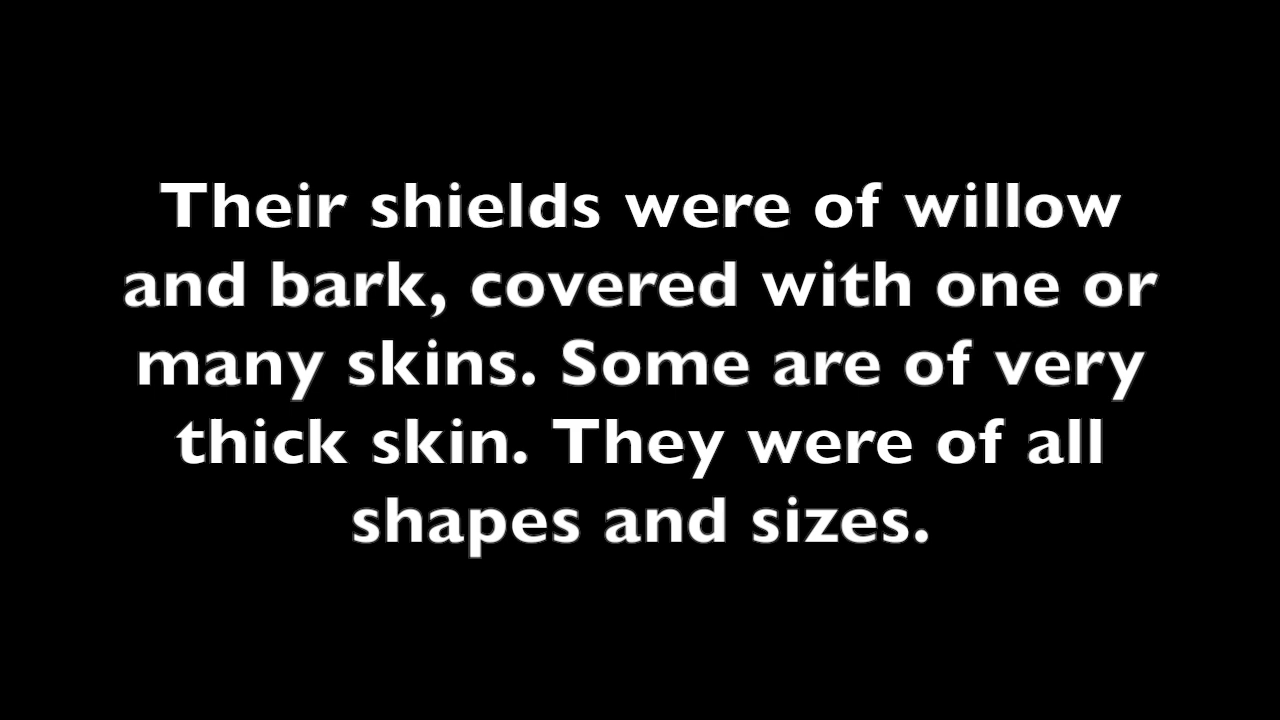 Their shields were of willow
and bark, covered with one or
many skins. Some are of very
thick skin. They were of all
shapes and sizes.